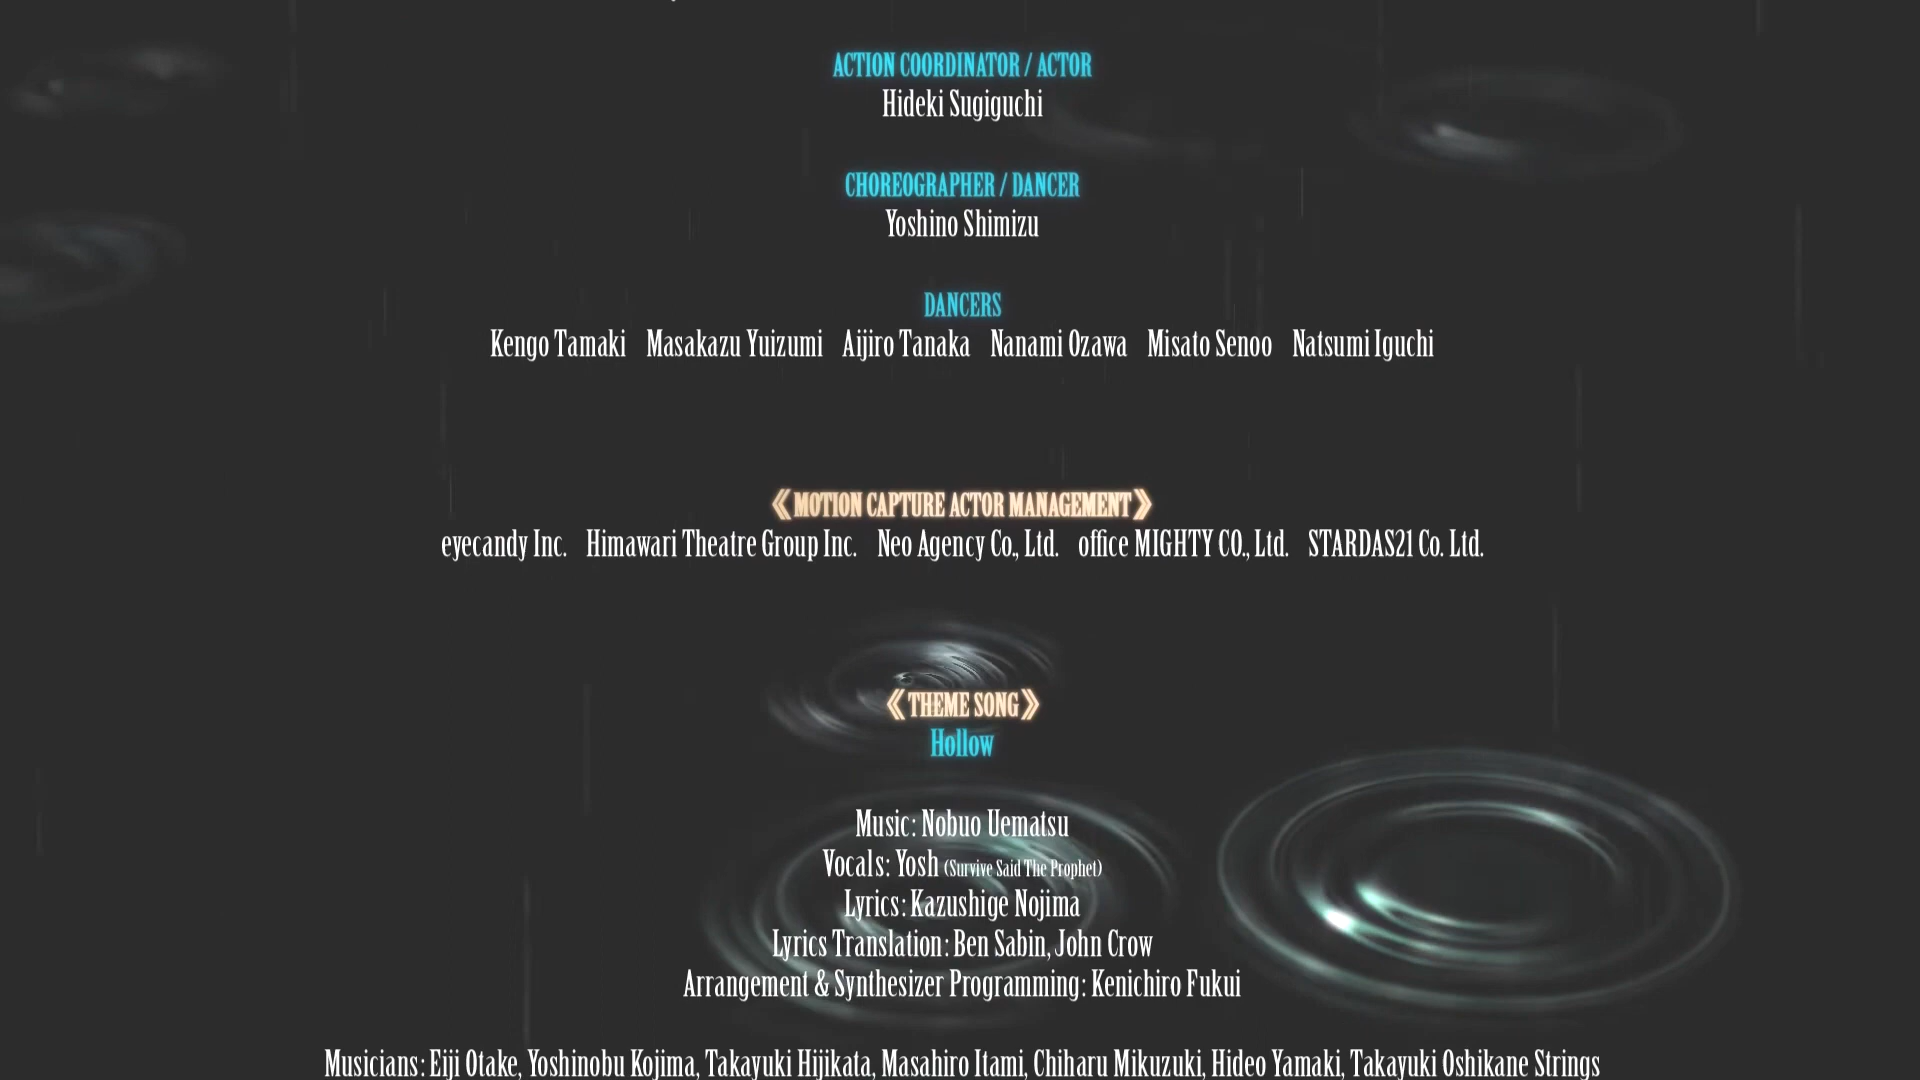 ACTION COORDINATOR / ACTOR
Hideki Sugiguchi
CHOREOGRAPHER / DANCER
Yoshino Shimizu
DANCERS
Kengo Tamaki Masakazu Yuizumi Aijiro Tanaka Nanami Ozawa Misato Senoo Natsumi Iguchi
《MOTION CAPTURE ACTOR MANAGEMENT》
eyecandy Inc. Himawari Theatre Group Inc. Neo Agency Co., Ltd. office MIGHTY CO., Ltd. STARDAS21 Co. Ltd.
《THEME SONG》
Hollow
Music: Nobuo Uematsu
Vocals: Yosh (Survive Said The Prophet)
Lyrics: Kazushige Nojima
Lyrics Translation: Ben Sabin, John Crow
Arrangement & Synthesizer Programming: Kenichiro Fukui
Musicians: Eiji Otake, Yoshinobu Kojima, Takayuki Hijikata, Masahiro Itami, Chiharu Mikuzuki, Hideo Yamaki, Takayuki Oshikane Strings